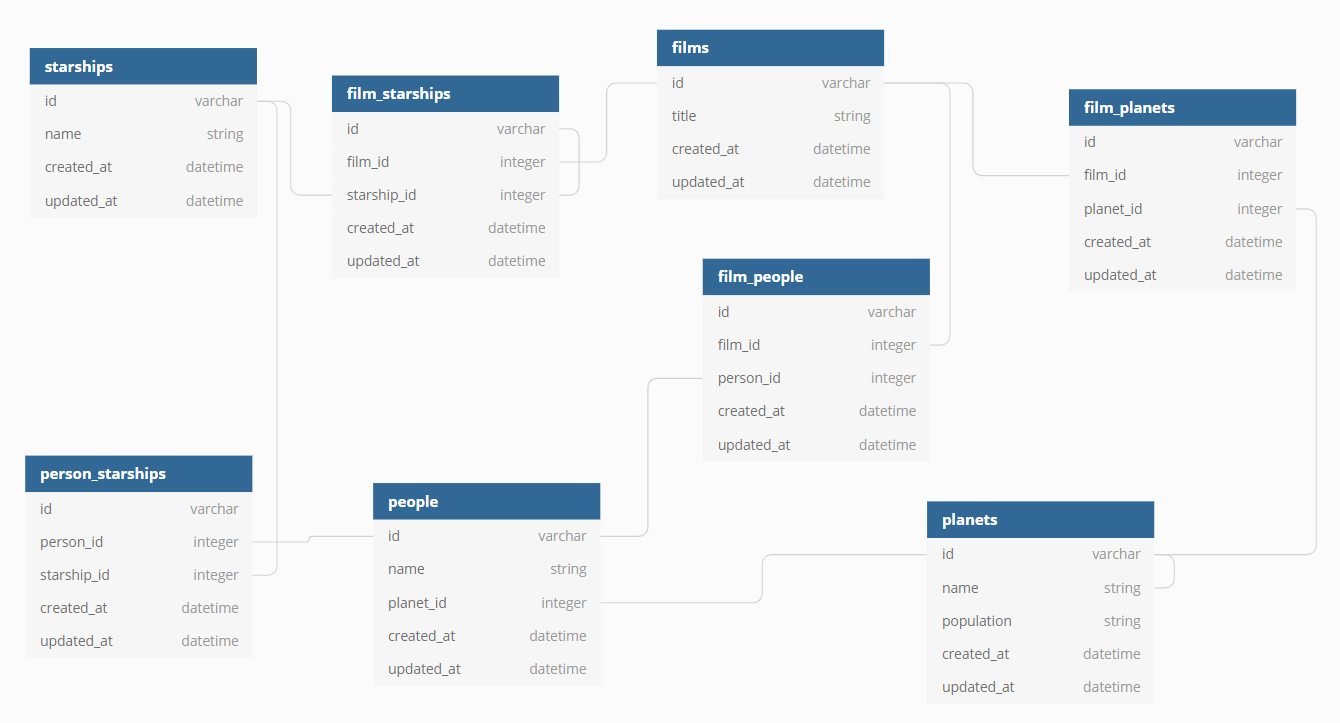 starships
id varchar
name string
created_at datetime
updated_at datetime
film_starships
id varchar
film_id integer
starship_id integer
created_at datetime
updated_at datetime
films
id varchar
title string
created_at datetime
updated_at datetime
film_planets
id varchar
film_id integer
planet_id integer
created_at datetime
updated_at datetime
film_people
id varchar
film_id integer
person_id integer
created_at datetime
updated_at datetime
person_starships
id varchar
person_id integer
starship_id integer
created_at datetime
updated_at datetime
people
id varchar
name string
planet_id integer
created_at datetime
updated_at datetime
planets
id varchar
name string
population string
created_at datetime
updated_at datetime